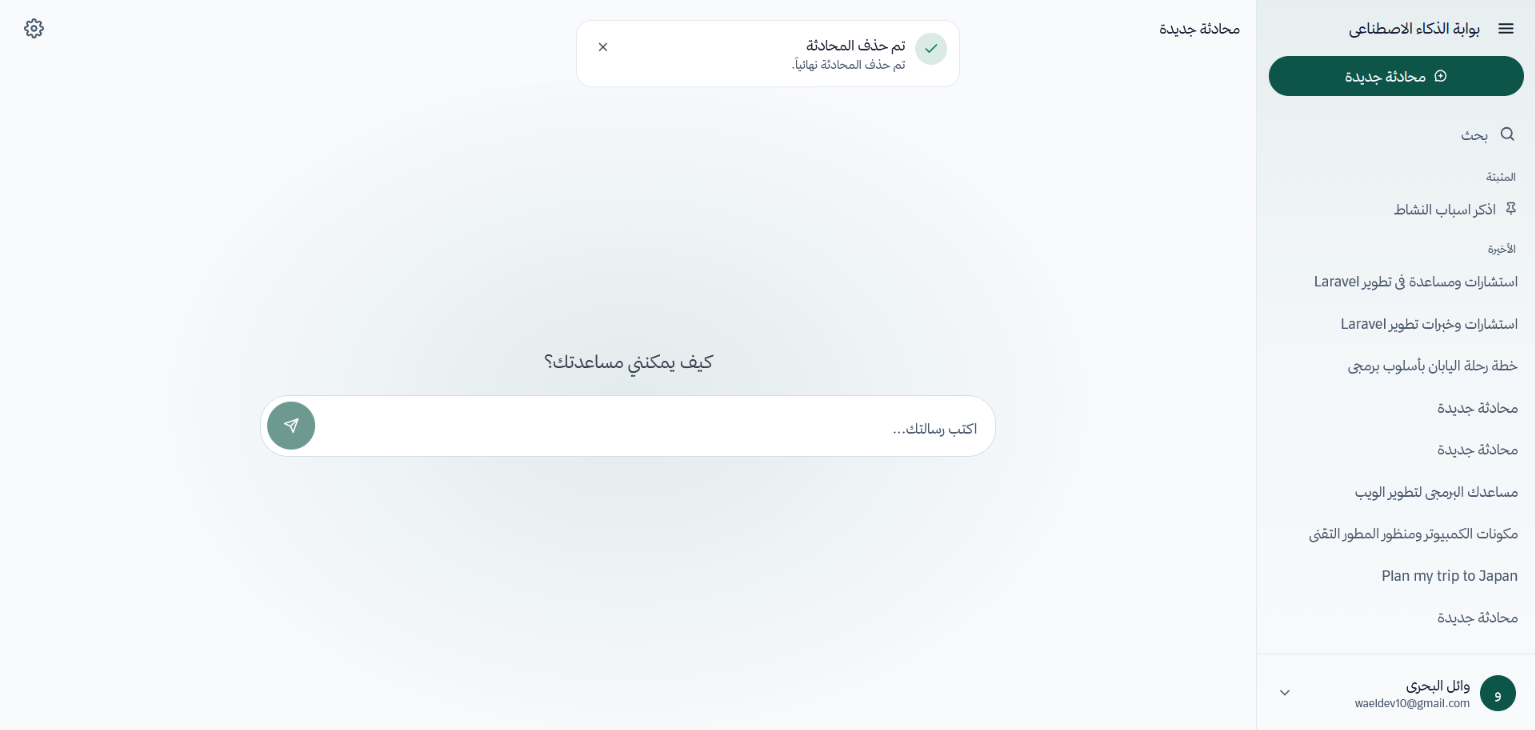 بوابة الذكاء الاصطناعي
محادثة جديدة
بحث
المثبتة
اذكر اسباب النشاط
الأخيرة
استشارات ومساعدة في تطوير Laravel
استشارات وخبرات تطوير Laravel
خطة رحلة اليابان بأسلوب برمجي
محادثة جديدة
محادثة جديدة
مساعدك البرمجي لتطوير الويب
مكونات الكمبيوتر ومنظور المطور التقني
Plan my trip to Japan
محادثة جديدة
و
وائل البحري
waeldev10@gmail.com
محادثة جديدة
تم حذف المحادثة
تم حذف المحادثة نهائياً.
كيف يمكنني مساعدتك؟
اكتب رسالتك...